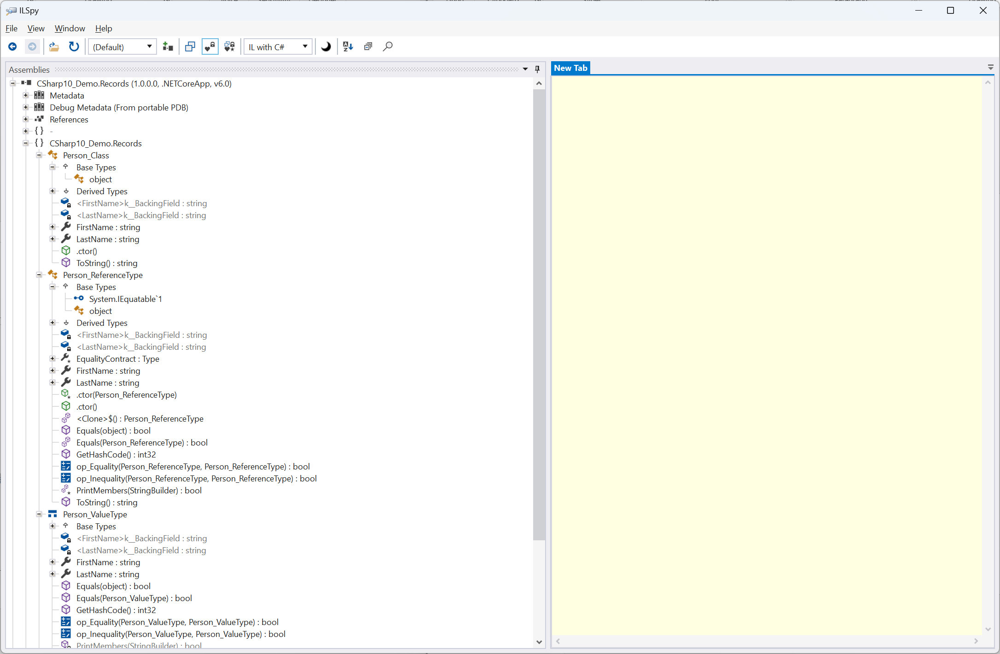 ILSpy
File View Window Help
(Default) IL with C#
Assemblies
New Tab
CSharp10_Demo.Records (1.0.0.0, .NETCoreApp, v6.0)
Metadata
Debug Metadata (From portable PDB)
References
{ } -
{ } CSharp10_Demo.Records
Person_Class
Base Types
object
Derived Types
<FirstName>k__BackingField : string
<LastName>k__BackingField : string
FirstName : string
LastName : string
.ctor()
ToString() : string
Person_ReferenceType
Base Types
System.IEquatable`1
object
Derived Types
<FirstName>k__BackingField : string
<LastName>k__BackingField : string
EqualityContract : Type
FirstName : string
LastName : string
.ctor(Person_ReferenceType)
.ctor()
<Clone>$() : Person_ReferenceType
Equals(object) : bool
Equals(Person_ReferenceType) : bool
GetHashCode() : int32
op_Equality(Person_ReferenceType, Person_ReferenceType) : bool
op_Inequality(Person_ReferenceType, Person_ReferenceType) : bool
PrintMembers(StringBuilder) : bool
ToString() : string
Person_ValueType
Base Types
<FirstName>k__BackingField : string
<LastName>k__BackingField : string
FirstName : string
LastName : string
Equals(object) : bool
Equals(Person_ValueType) : bool
GetHashCode() : int32
op_Equality(Person_ValueType, Person_ValueType) : bool
op_Inequality(Person_ValueType, Person_ValueType) : bool
PrintMembers(StringBuilder) : bool